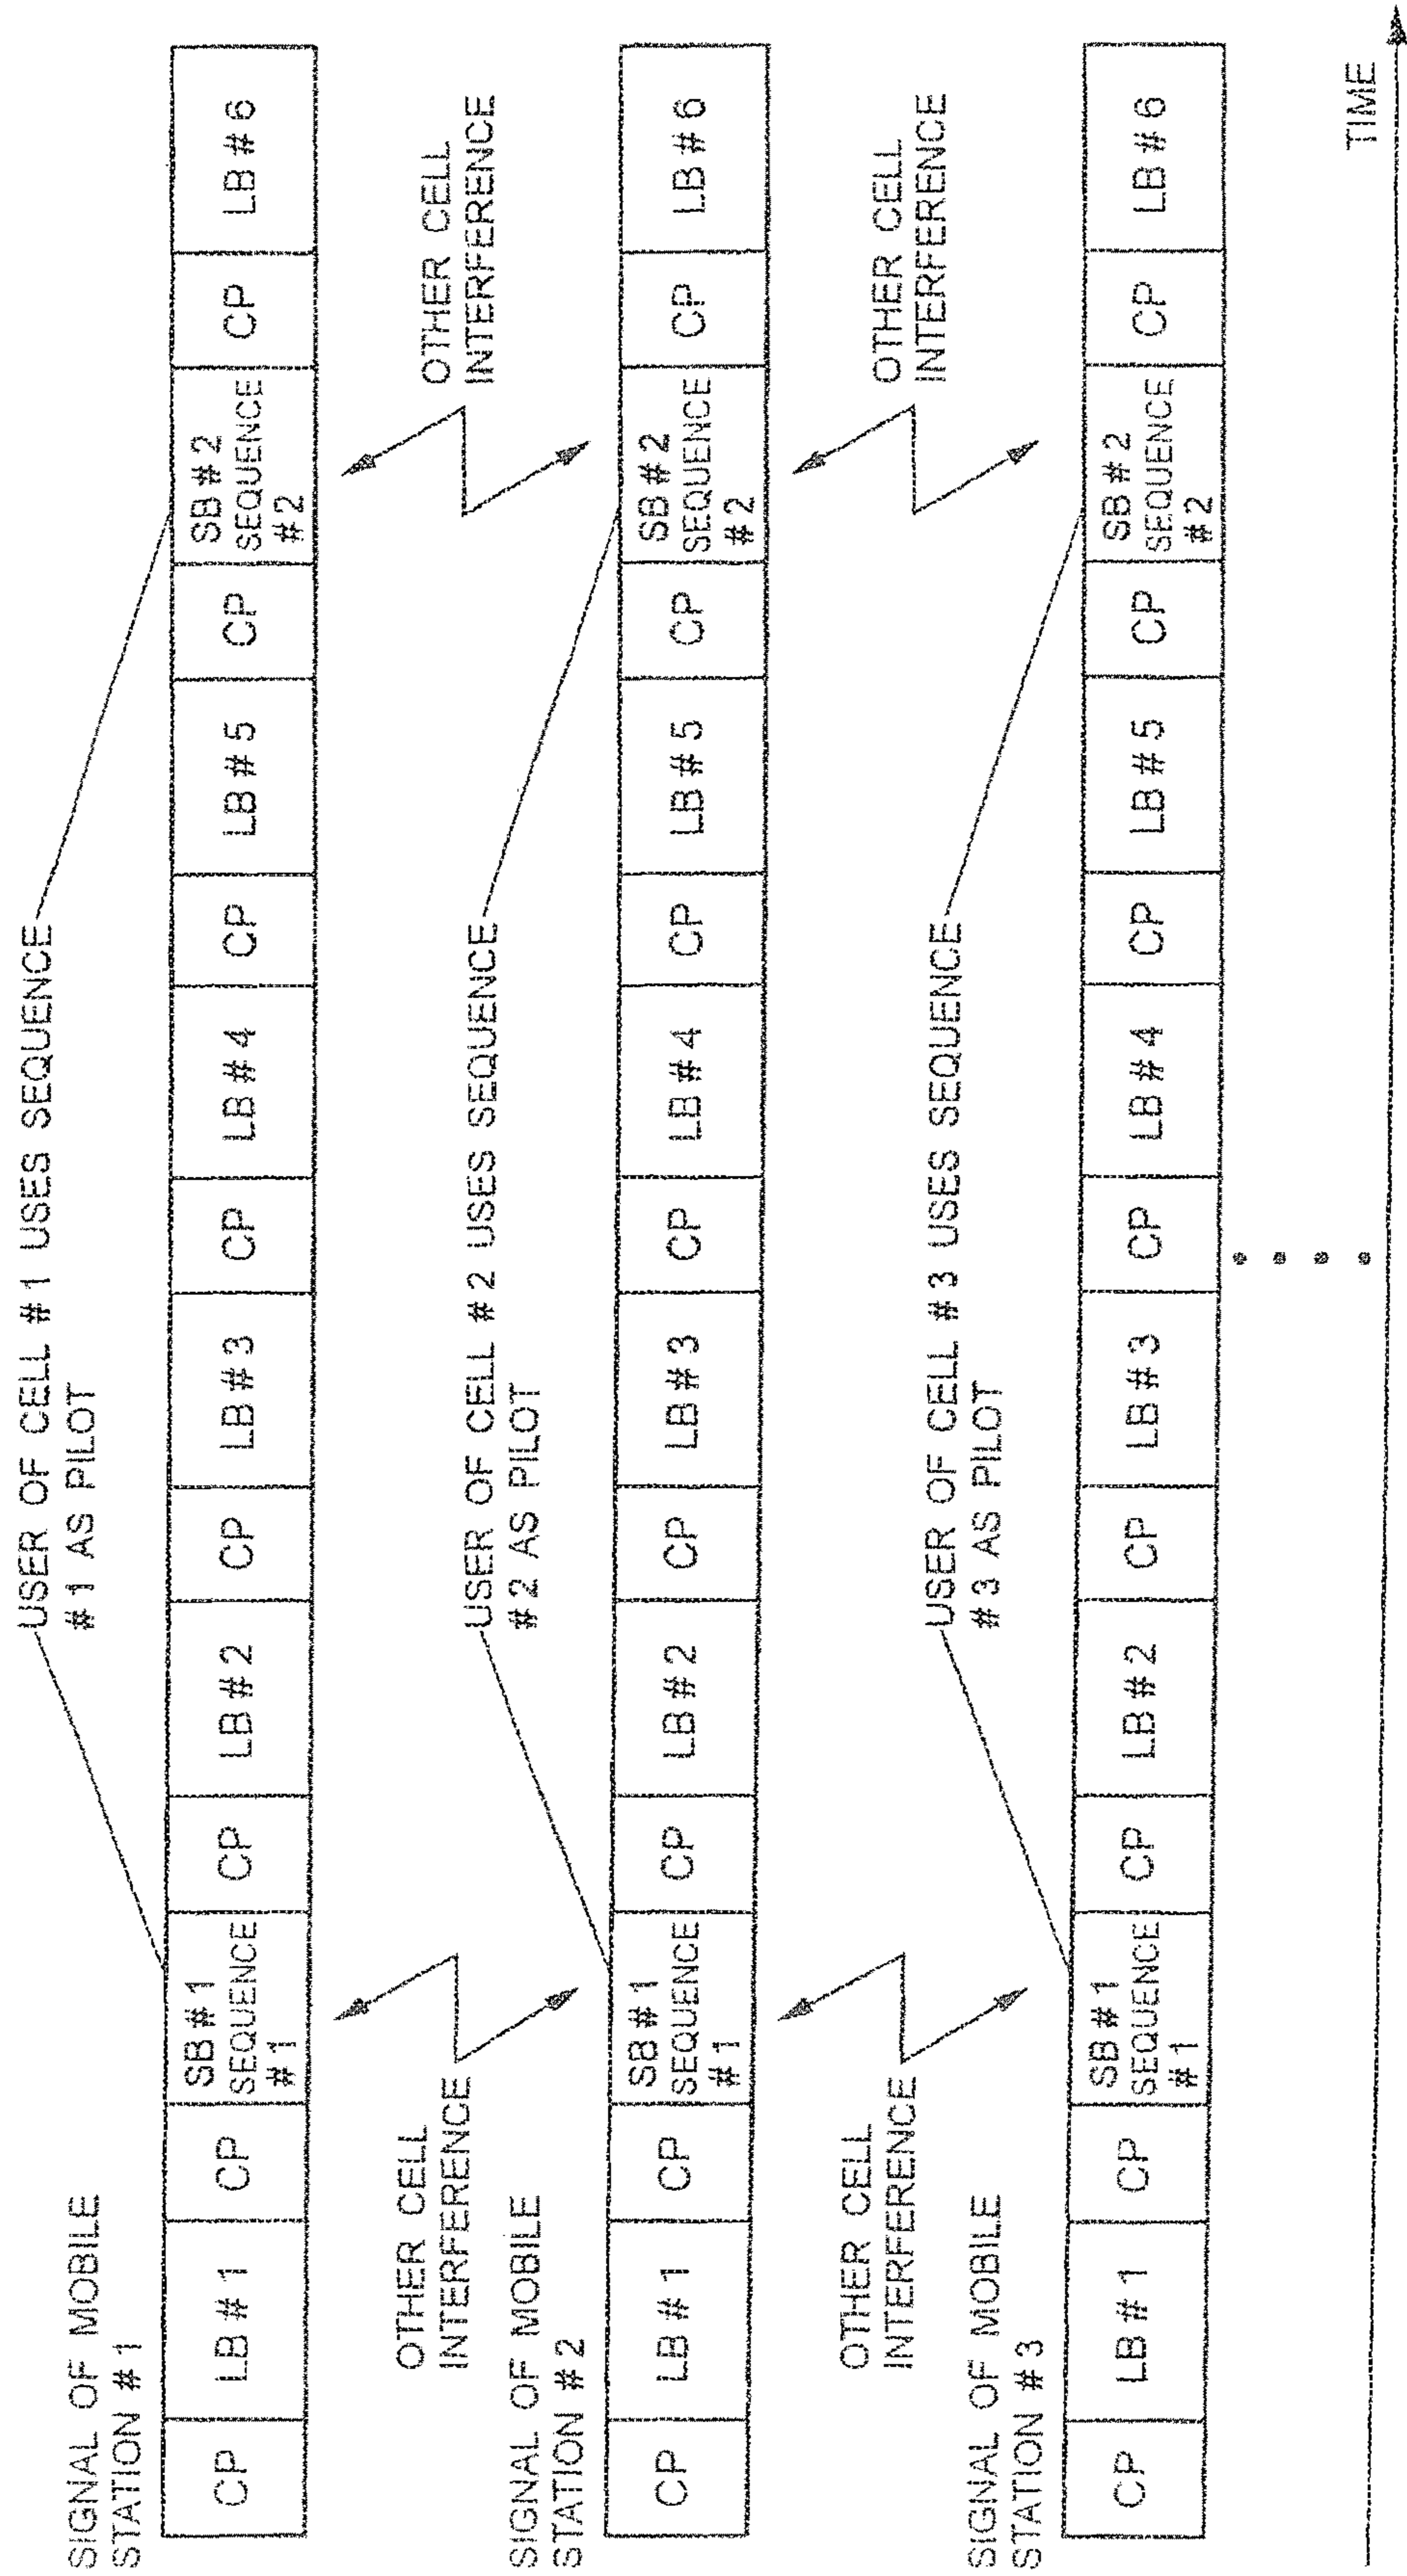 USER OF CELL #1 USES SEQUENCE
#1 AS PILOT
SIGNAL OF MOBILE
STATION #1
CP
LB #1
CP
SB #1
SEQUENCE
#1
CP
LB #2
CP
LB #3
CP
LB #4
CP
LB #5
CP
SB #2
SEQUENCE
#2
CP
LB #6
OTHER CELL
INTERFERENCE
OTHER CELL
INTERFERENCE
USER OF CELL #2 USES SEQUENCE
#2 AS PILOT
SIGNAL OF MOBILE
STATION #2
CP
LB #1
CP
SB #1
SEQUENCE
#1
CP
LB #2
CP
LB #3
CP
LB #4
CP
LB #5
CP
SB #2
SEQUENCE
#2
CP
LB #6
OTHER CELL
INTERFERENCE
OTHER CELL
INTERFERENCE
USER OF CELL #3 USES SEQUENCE
#3 AS PILOT
SIGNAL OF MOBILE
STATION #3
CP
LB #1
CP
SB #1
SEQUENCE
#1
CP
LB #2
CP
LB #3
CP
LB #4
CP
LB #5
CP
SB #2
SEQUENCE
#2
CP
LB #6
TIME